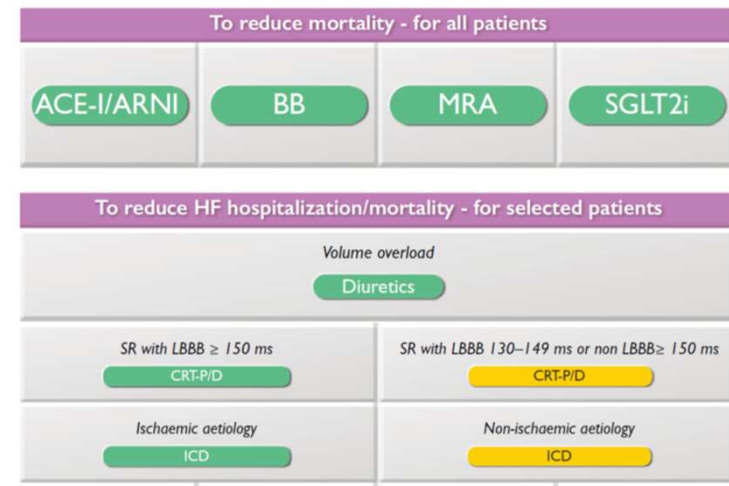 To reduce mortality - for all patients
ACE-I/ARNI BB MRA SGLT2i
To reduce HF hospitalization/mortality - for selected patients
Volume overload
Diuretics
SR with LBBB ≥ 150 ms
CRT-P/D
SR with LBBB 130–149 ms or non LBBB≥ 150 ms
CRT-P/D
Ischaemic aetiology
ICD
Non-ischaemic aetiology
ICD